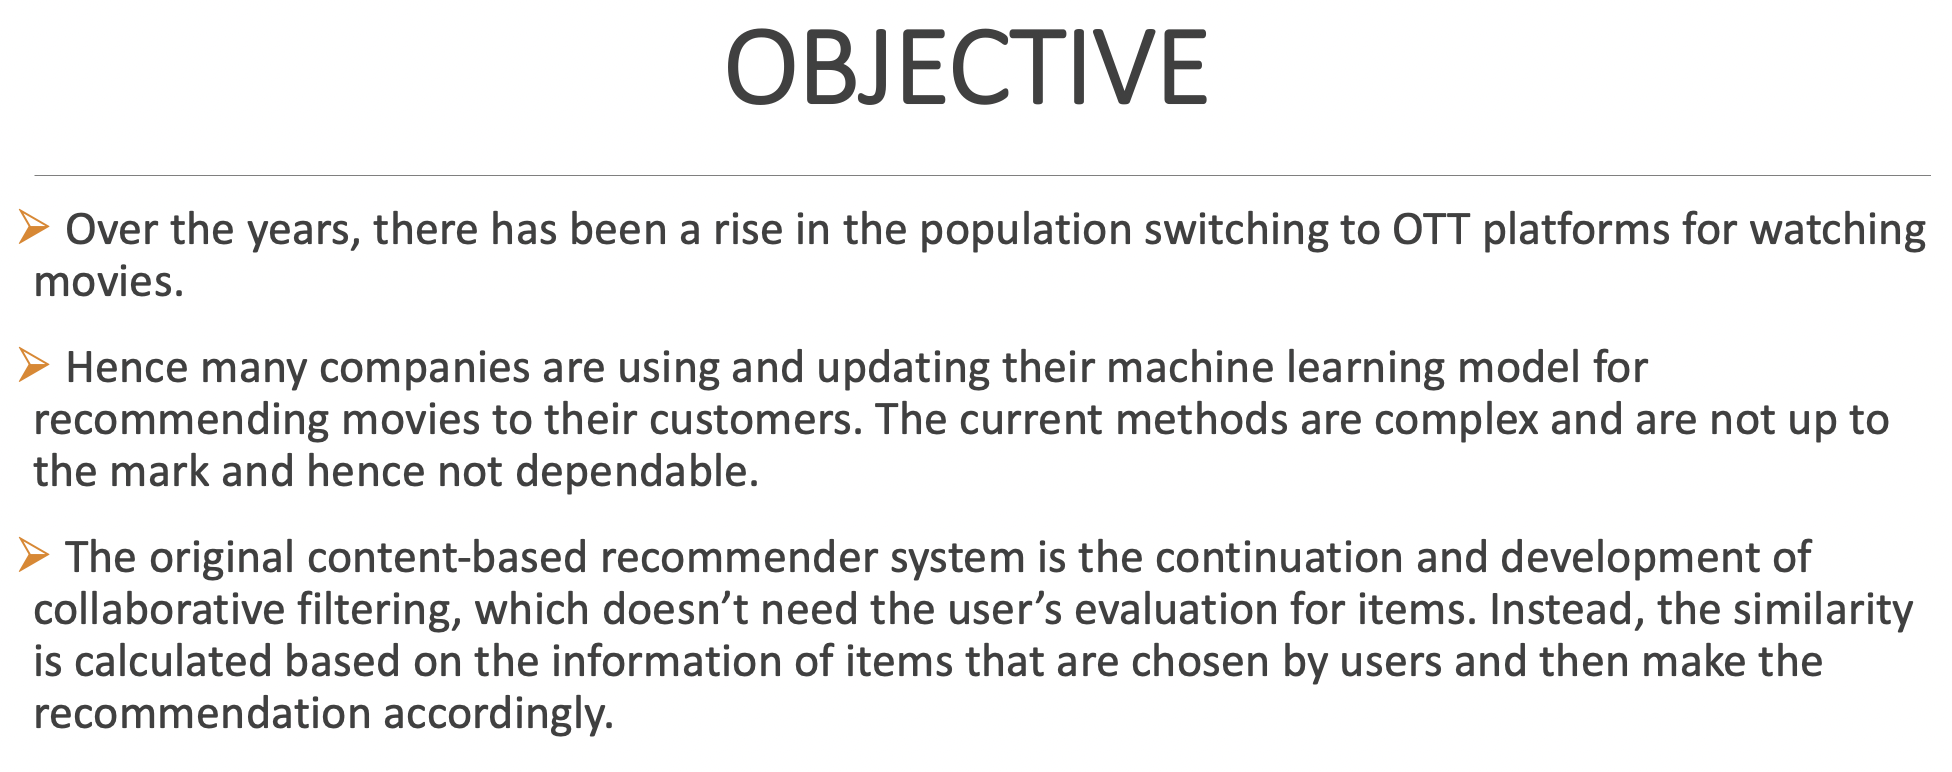 OBJECTIVE
Over the years, there has been a rise in the population switching to OTT platforms for watching
movies.
Hence many companies are using and updating their machine learning model for
recommending movies to their customers. The current methods are complex and are not up to
the mark and hence not dependable.
The original content-based recommender system is the continuation and development of
collaborative filtering, which doesn’t need the user’s evaluation for items. Instead, the similarity
is calculated based on the information of items that are chosen by users and then make the
recommendation accordingly.